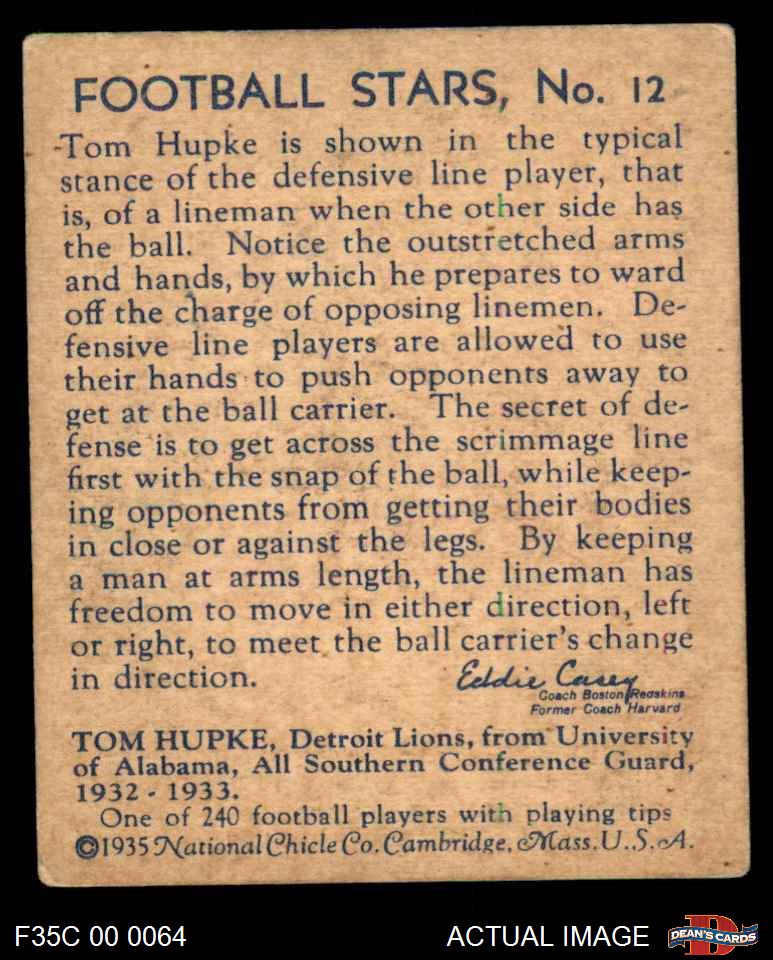 FOOTBALL STARS, No. 12
Tom Hupke is shown in the typical
stance of the defensive line player, that
is, of a lineman when the other side has
the ball. Notice the outstretched arms
and hands, by which he prepares to ward
off the charge of opposing linemen. De-
fensive line players are allowed to use
their hands to push opponents away to
get at the ball carrier. The secret of de-
fense is to get across the scrimmage line
first with the snap of the ball, while keep-
ing opponents from getting their bodies
in close or against the legs. By keeping
a man at arms length, the lineman has
freedom to move in either direction, left
or right, to meet the ball carrier's change
in direction.
Eddie Casey
Coach Boston Redskins
Former Coach Harvard
TOM HUPKE, Detroit Lions, from University
of Alabama, All Southern Conference Guard,
1932 - 1933.
One of 240 football players with playing tips
©1935 National Chicle Co. Cambridge, Mass. U.S.A.
F35C 00 0064
ACTUAL IMAGE
D
DEAN'S CARDS